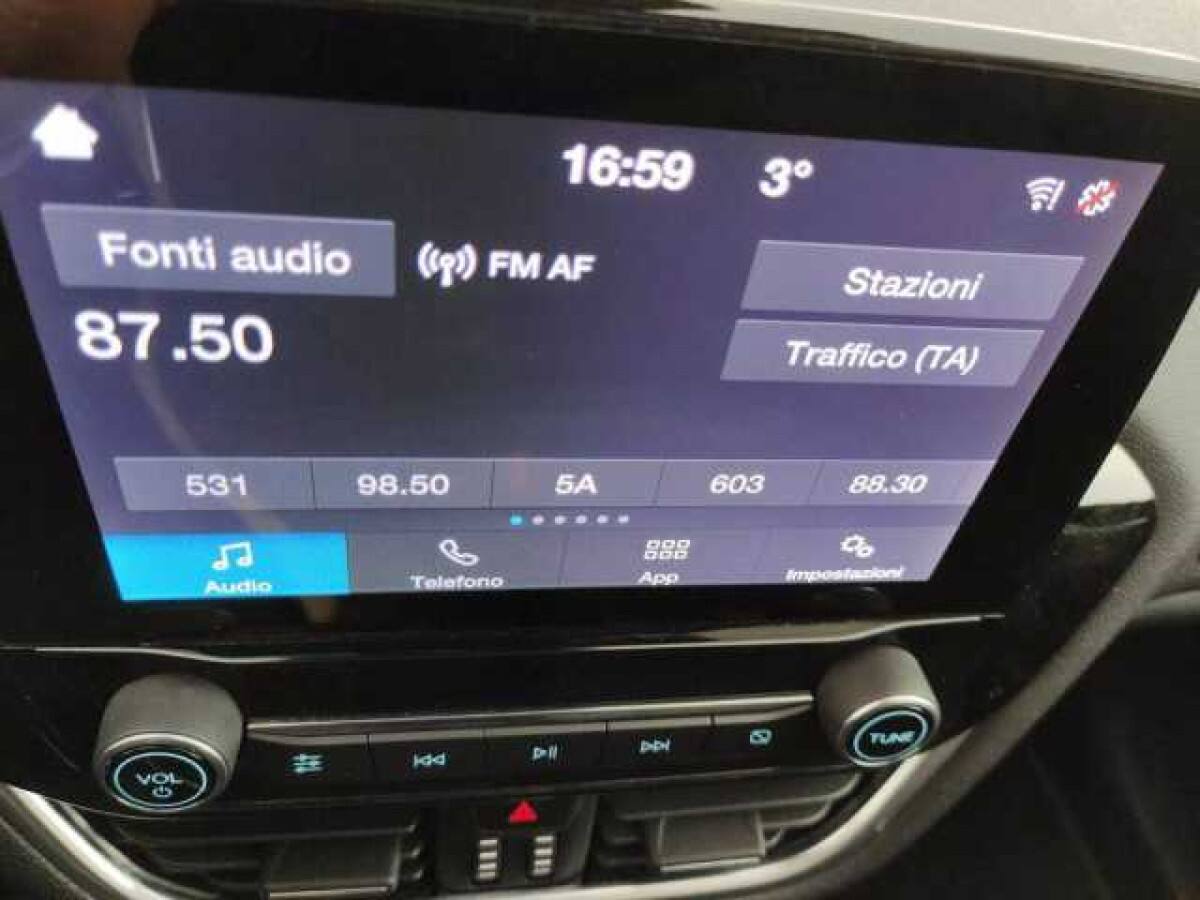 16:59 3°
Fonti audio FM AF
Stazioni
87.50
Traffico (TA)
531 98.50 5A 603 88.30
Audio Telefono App Impostazioni
VOL TUNE